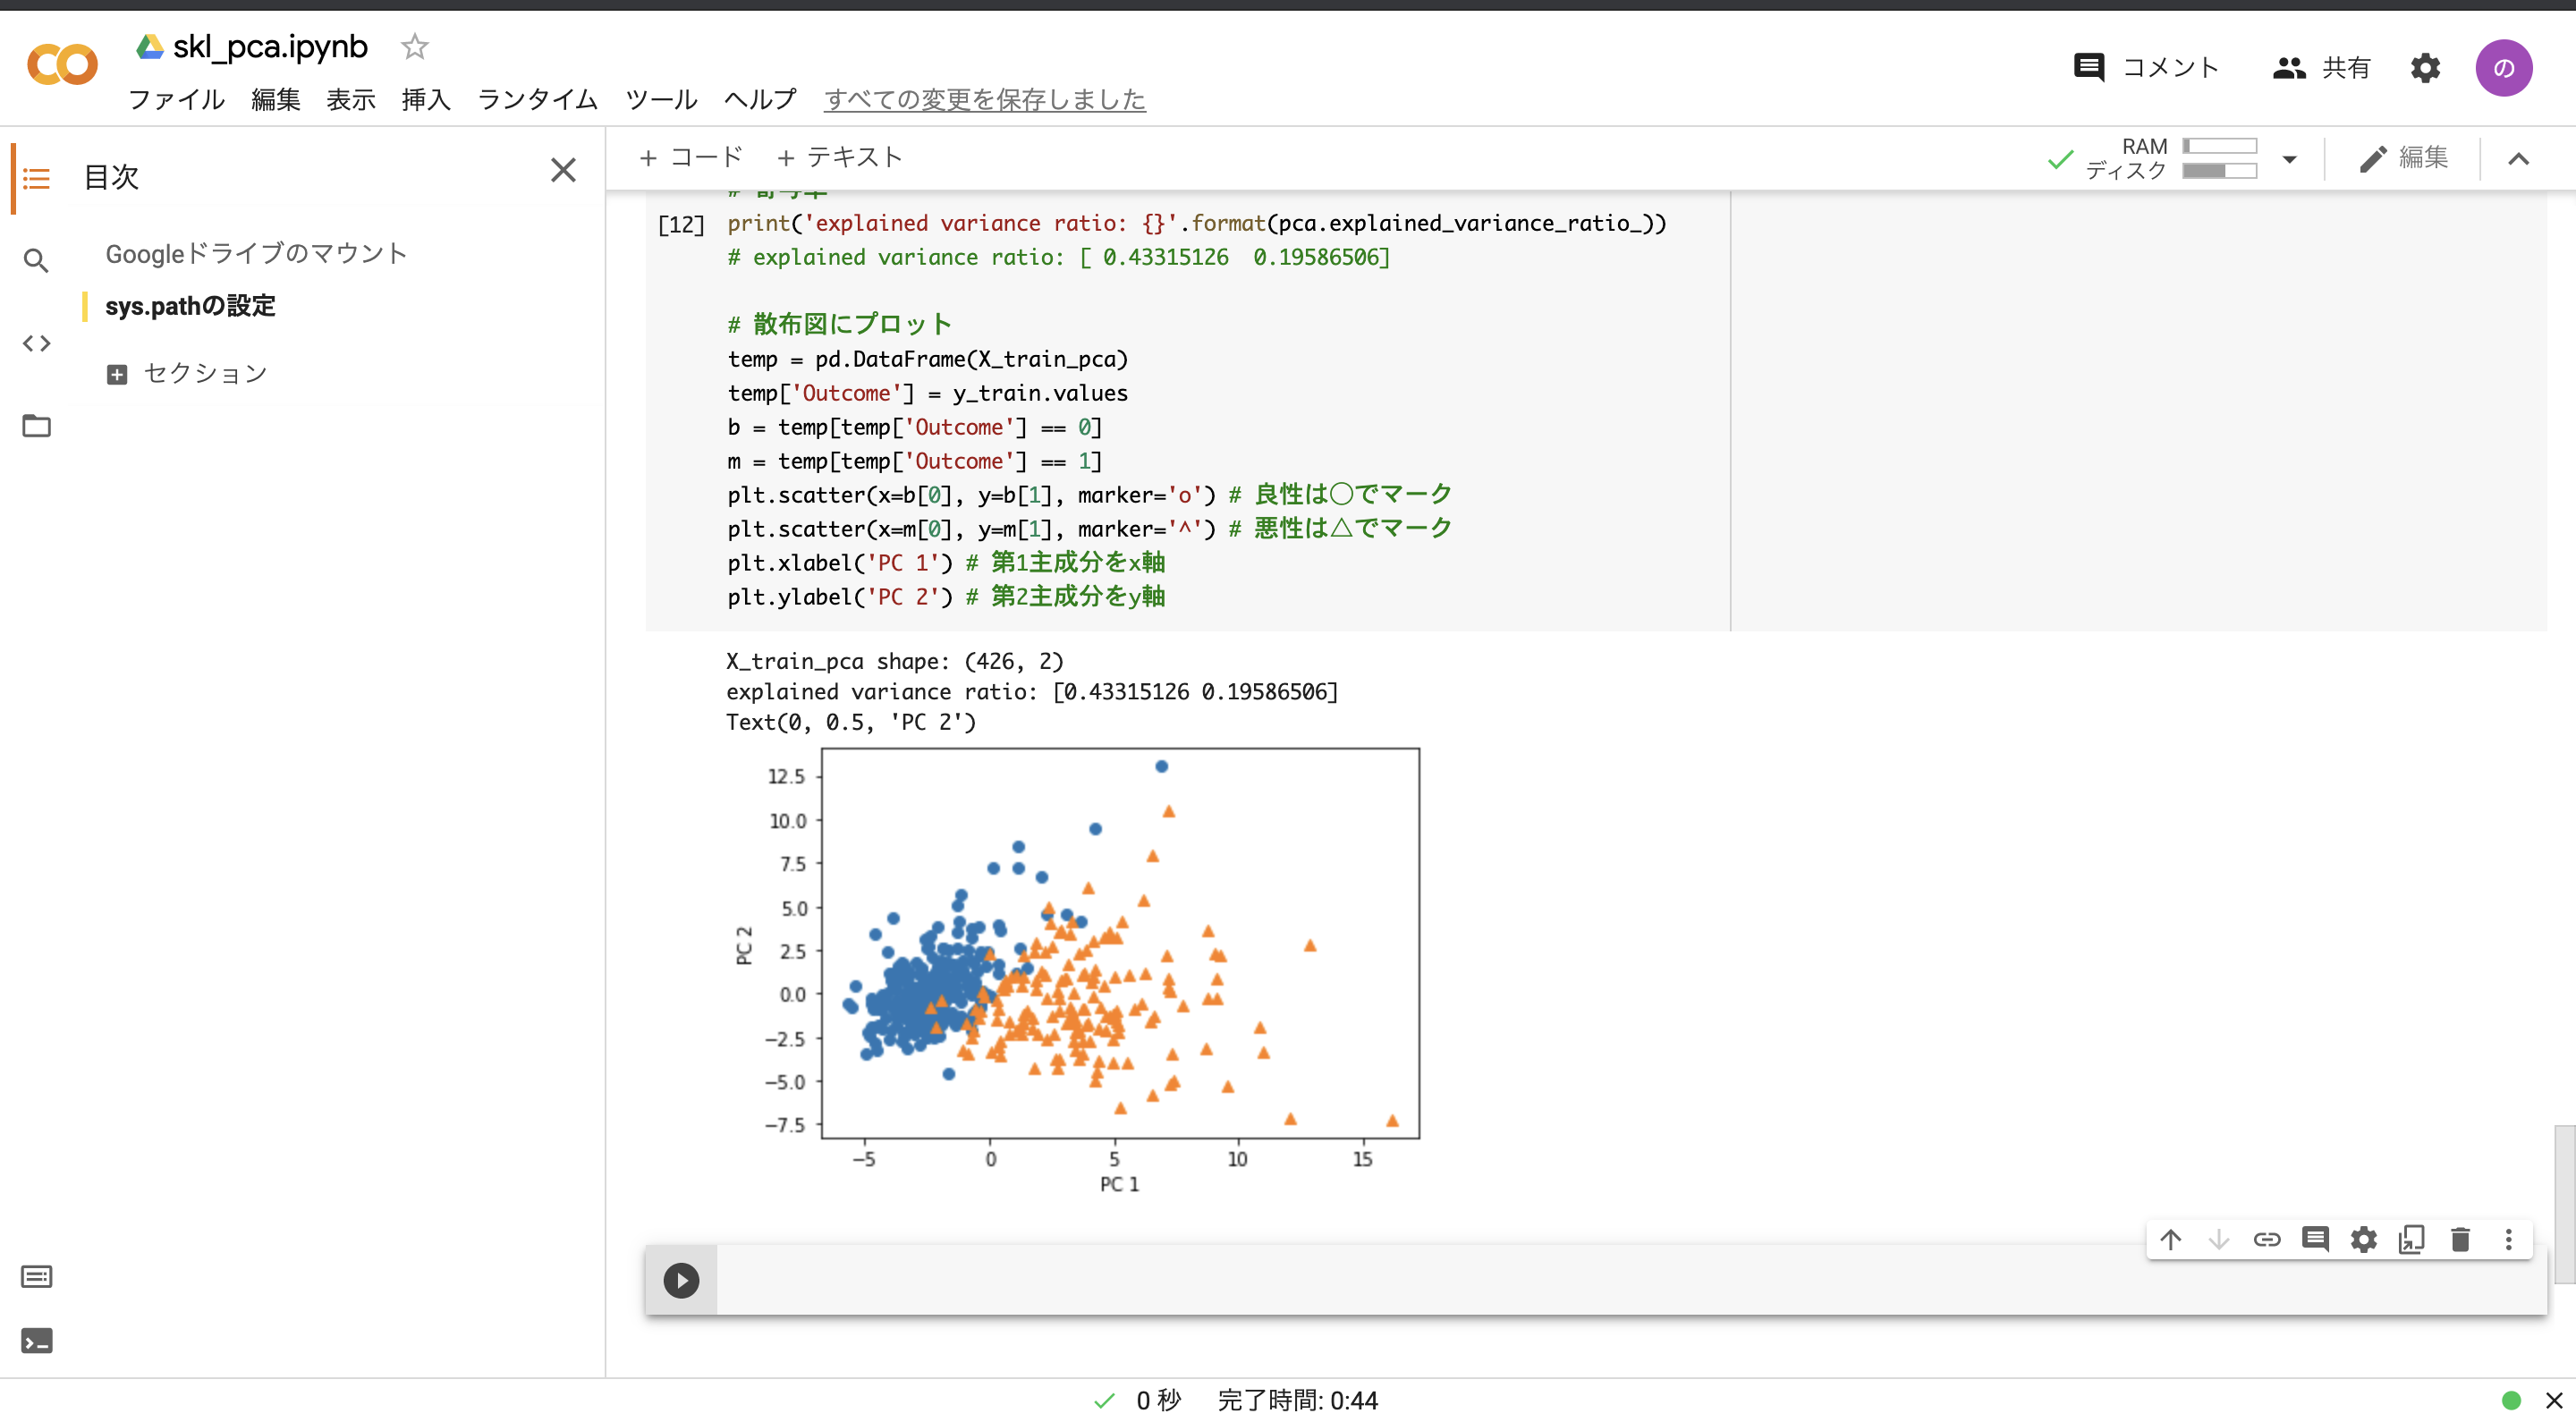 skl_pca.ipynb
コメント
共有
の
ファイル 編集 表示 挿入 ランタイム ツール ヘルプ すべての変更を保存しました
目次
Googleドライブのマウント
sys.pathの設定
セクション
+ コード + テキスト
RAM
ディスク
編集
# 寄与率
[12]
print('explained variance ratio: {}'.format(pca.explained_variance_ratio_))
# explained variance ratio: [ 0.43315126  0.19586506]
# 散布図にプロット
temp = pd.DataFrame(X_train_pca)
temp['Outcome'] = y_train.values
b = temp[temp['Outcome'] == 0]
m = temp[temp['Outcome'] == 1]
plt.scatter(x=b[0], y=b[1], marker='o') # 良性は○でマーク
plt.scatter(x=m[0], y=m[1], marker='^') # 悪性は△でマーク
plt.xlabel('PC 1') # 第1主成分をx軸
plt.ylabel('PC 2') # 第2主成分をy軸
X_train_pca shape: (426, 2)
explained variance ratio: [0.43315126 0.19586506]
Text(0, 0.5, 'PC 2')
12.5
10.0
7.5
5.0
2.5
0.0
−2.5
−5.0
−7.5
PC 2
−5 0 5 10 15
PC 1
0 秒 完了時間: 0:44